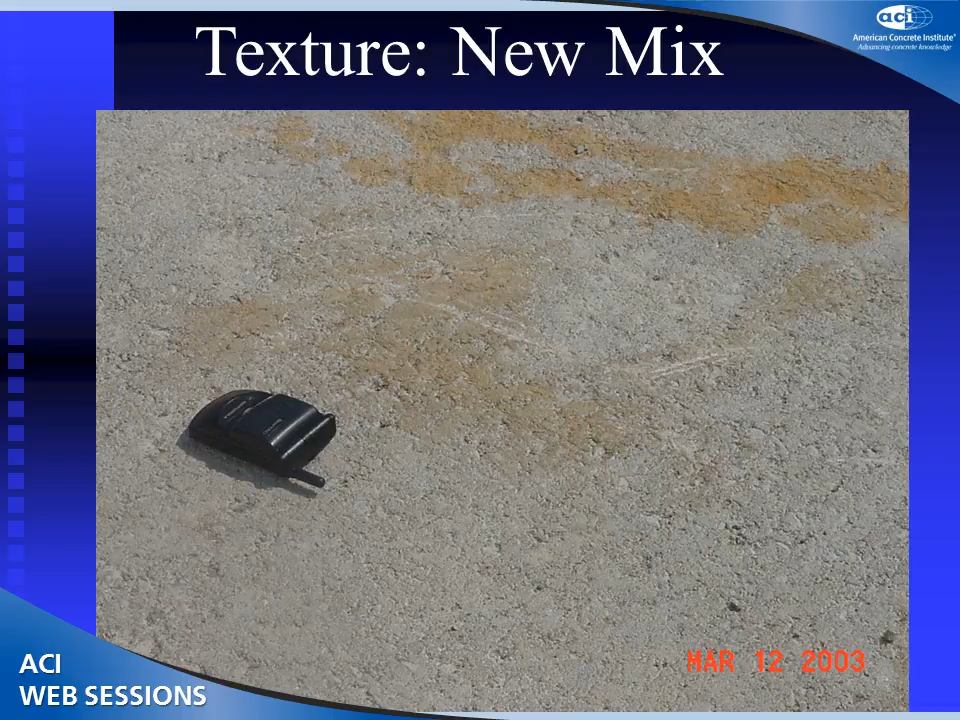 Texture: New Mix
aci
American Concrete Institute®
Advancing concrete knowledge
MAR 12 2003
ACI
WEB SESSIONS